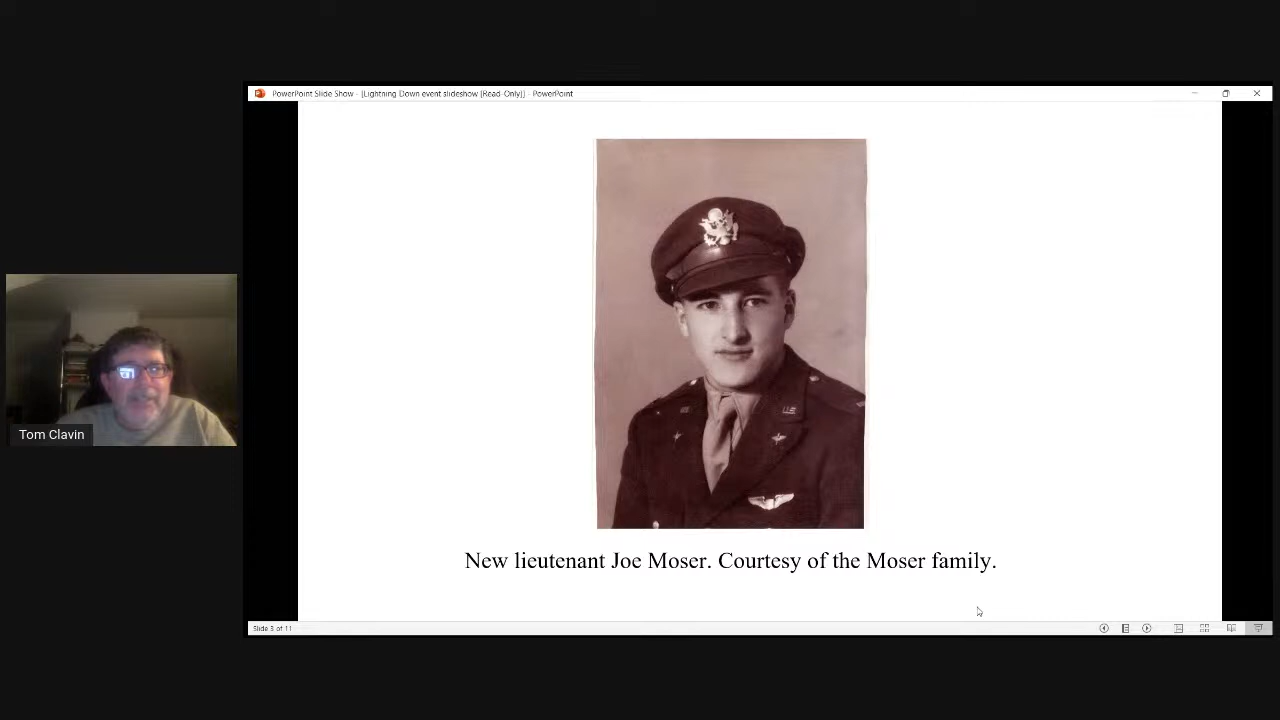 PowerPoint Slide Show - [Lightning Down event slideshow [Read-Only]] - PowerPoint
Tom Clavin
New lieutenant Joe Moser. Courtesy of the Moser family.
Slide 3 of 11